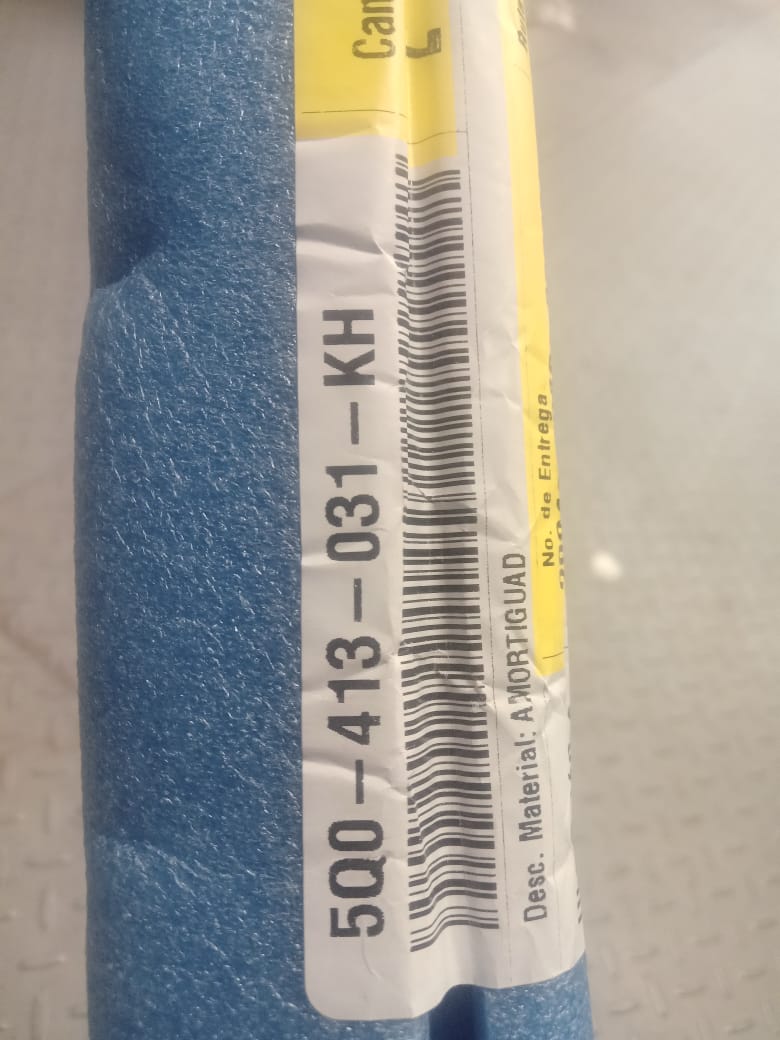 5Q0-413-031-KH
Desc. Material: AMORTIGUAD
No. de Entrega